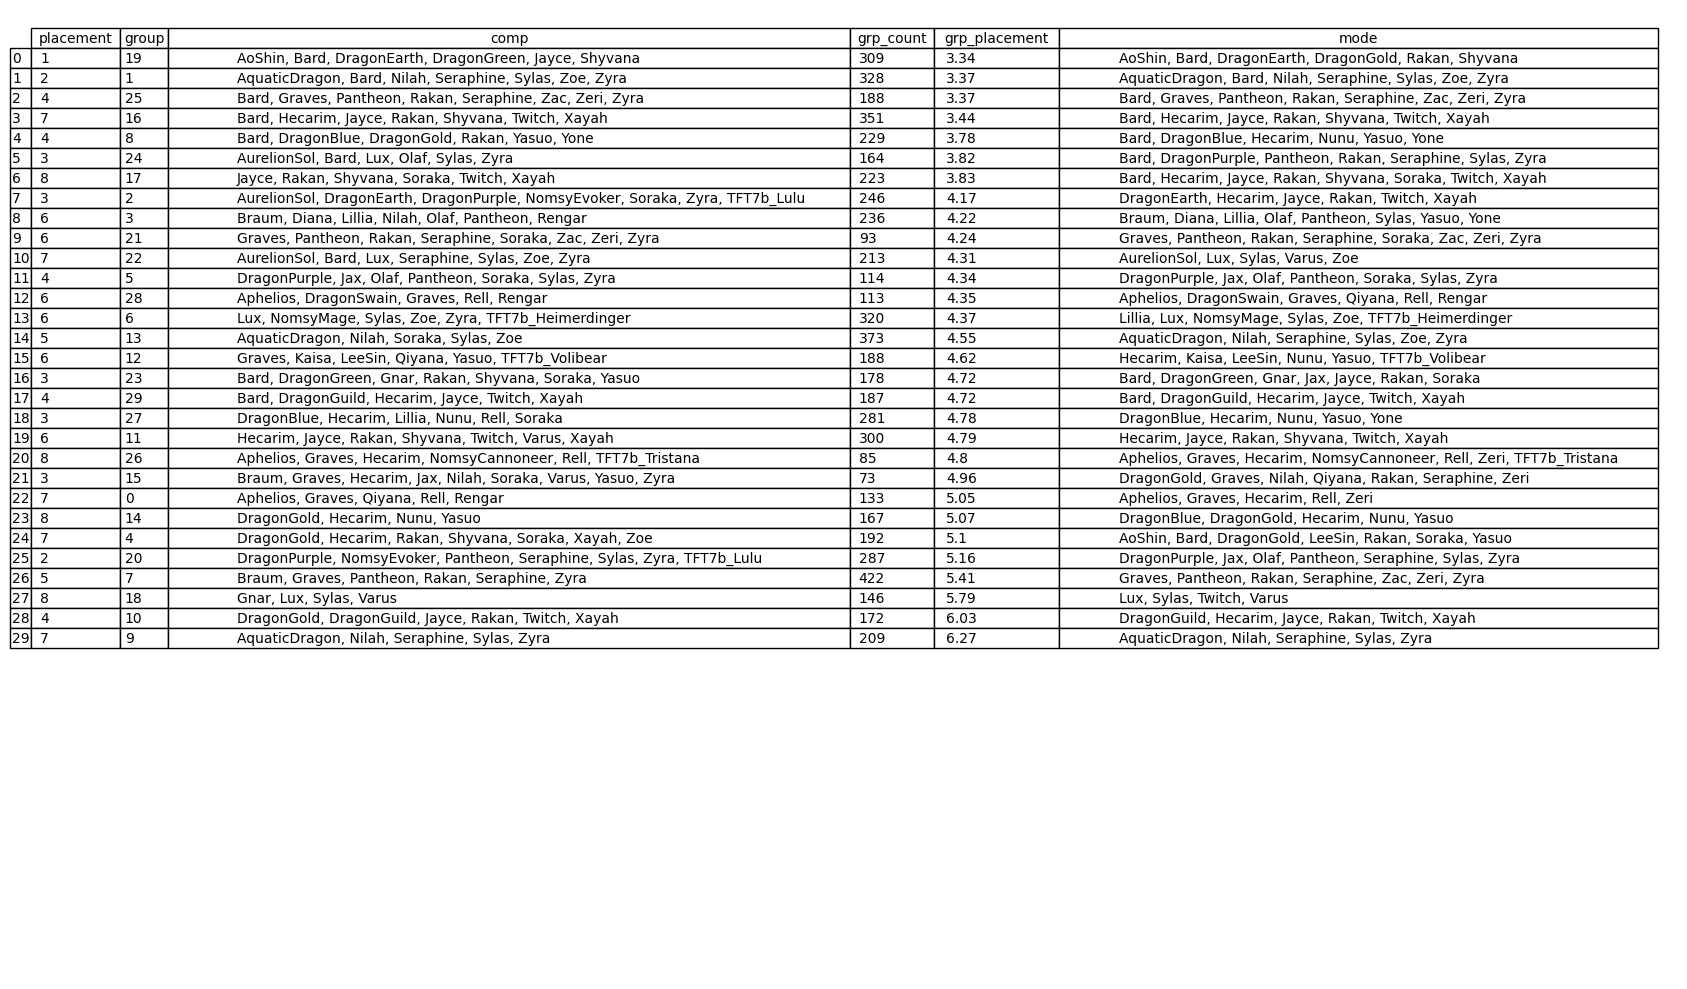 placement group comp grp_count grp_placement mode
0 1 19 AoShin, Bard, DragonEarth, DragonGreen, Jayce, Shyvana 309 3.34 AoShin, Bard, DragonEarth, DragonGold, Rakan, Shyvana
1 2 1 AquaticDragon, Bard, Nilah, Seraphine, Sylas, Zoe, Zyra 328 3.37 AquaticDragon, Bard, Nilah, Seraphine, Sylas, Zoe, Zyra
2 4 25 Bard, Graves, Pantheon, Rakan, Seraphine, Zac, Zeri, Zyra 188 3.37 Bard, Graves, Pantheon, Rakan, Seraphine, Zac, Zeri, Zyra
3 7 16 Bard, Hecarim, Jayce, Rakan, Shyvana, Twitch, Xayah 351 3.44 Bard, Hecarim, Jayce, Rakan, Shyvana, Twitch, Xayah
4 4 8 Bard, DragonBlue, DragonGold, Rakan, Yasuo, Yone 229 3.78 Bard, DragonBlue, Hecarim, Nunu, Yasuo, Yone
5 3 24 AurelionSol, Bard, Lux, Olaf, Sylas, Zyra 164 3.82 Bard, DragonPurple, Pantheon, Rakan, Seraphine, Sylas, Zyra
6 8 17 Jayce, Rakan, Shyvana, Soraka, Twitch, Xayah 223 3.83 Bard, Hecarim, Jayce, Rakan, Shyvana, Soraka, Twitch, Xayah
7 3 2 AurelionSol, DragonEarth, DragonPurple, NomsyEvoker, Soraka, Zyra, TFT7b_Lulu 246 4.17 DragonEarth, Hecarim, Jayce, Rakan, Twitch, Xayah
8 6 3 Braum, Diana, Lillia, Nilah, Olaf, Pantheon, Rengar 236 4.22 Braum, Diana, Lillia, Olaf, Pantheon, Sylas, Yasuo, Yone
9 6 21 Graves, Pantheon, Rakan, Seraphine, Soraka, Zac, Zeri, Zyra 93 4.24 Graves, Pantheon, Rakan, Seraphine, Soraka, Zac, Zeri, Zyra
10 7 22 AurelionSol, Bard, Lux, Seraphine, Sylas, Zoe, Zyra 213 4.31 AurelionSol, Lux, Sylas, Varus, Zoe
11 4 5 DragonPurple, Jax, Olaf, Pantheon, Soraka, Sylas, Zyra 114 4.34 DragonPurple, Jax, Olaf, Pantheon, Soraka, Sylas, Zyra
12 6 28 Aphelios, DragonSwain, Graves, Rell, Rengar 113 4.35 Aphelios, DragonSwain, Graves, Qiyana, Rell, Rengar
13 6 6 Lux, NomsyMage, Sylas, Zoe, Zyra, TFT7b_Heimerdinger 320 4.37 Lillia, Lux, NomsyMage, Sylas, Zoe, TFT7b_Heimerdinger
14 5 13 AquaticDragon, Nilah, Soraka, Sylas, Zoe 373 4.55 AquaticDragon, Nilah, Seraphine, Sylas, Zoe, Zyra
15 6 12 Graves, Kaisa, LeeSin, Qiyana, Yasuo, TFT7b_Volibear 188 4.62 Hecarim, Kaisa, LeeSin, Nunu, Yasuo, TFT7b_Volibear
16 3 23 Bard, DragonGreen, Gnar, Rakan, Shyvana, Soraka, Yasuo 178 4.72 Bard, DragonGreen, Gnar, Jax, Jayce, Rakan, Soraka
17 4 29 Bard, DragonGuild, Hecarim, Jayce, Twitch, Xayah 187 4.72 Bard, DragonGuild, Hecarim, Jayce, Twitch, Xayah
18 3 27 DragonBlue, Hecarim, Lillia, Nunu, Rell, Soraka 281 4.78 DragonBlue, Hecarim, Nunu, Yasuo, Yone
19 6 11 Hecarim, Jayce, Rakan, Shyvana, Twitch, Varus, Xayah 300 4.79 Hecarim, Jayce, Rakan, Shyvana, Twitch, Xayah
20 8 26 Aphelios, Graves, Hecarim, NomsyCannoneer, Rell, TFT7b_Tristana 85 4.8 Aphelios, Graves, Hecarim, NomsyCannoneer, Rell, Zeri, TFT7b_Tristana
21 3 15 Braum, Graves, Hecarim, Jax, Nilah, Soraka, Varus, Yasuo, Zyra 73 4.96 DragonGold, Graves, Nilah, Qiyana, Rakan, Seraphine, Zeri
22 7 0 Aphelios, Graves, Qiyana, Rell, Rengar 133 5.05 Aphelios, Graves, Hecarim, Rell, Zeri
23 8 14 DragonGold, Hecarim, Nunu, Yasuo 167 5.07 DragonBlue, DragonGold, Hecarim, Nunu, Yasuo
24 7 4 DragonGold, Hecarim, Rakan, Shyvana, Soraka, Xayah, Zoe 192 5.1 AoShin, Bard, DragonGold, LeeSin, Rakan, Soraka, Yasuo
25 2 20 DragonPurple, NomsyEvoker, Pantheon, Seraphine, Sylas, Zyra, TFT7b_Lulu 287 5.16 DragonPurple, Jax, Olaf, Pantheon, Seraphine, Sylas, Zyra
26 5 7 Braum, Graves, Pantheon, Rakan, Seraphine, Zyra 422 5.41 Graves, Pantheon, Rakan, Seraphine, Zac, Zeri, Zyra
27 8 18 Gnar, Lux, Sylas, Varus 146 5.79 Lux, Sylas, Twitch, Varus
28 4 10 DragonGold, DragonGuild, Jayce, Rakan, Twitch, Xayah 172 6.03 DragonGuild, Hecarim, Jayce, Rakan, Twitch, Xayah
29 7 9 AquaticDragon, Nilah, Seraphine, Sylas, Zyra 209 6.27 AquaticDragon, Nilah, Seraphine, Sylas, Zyra